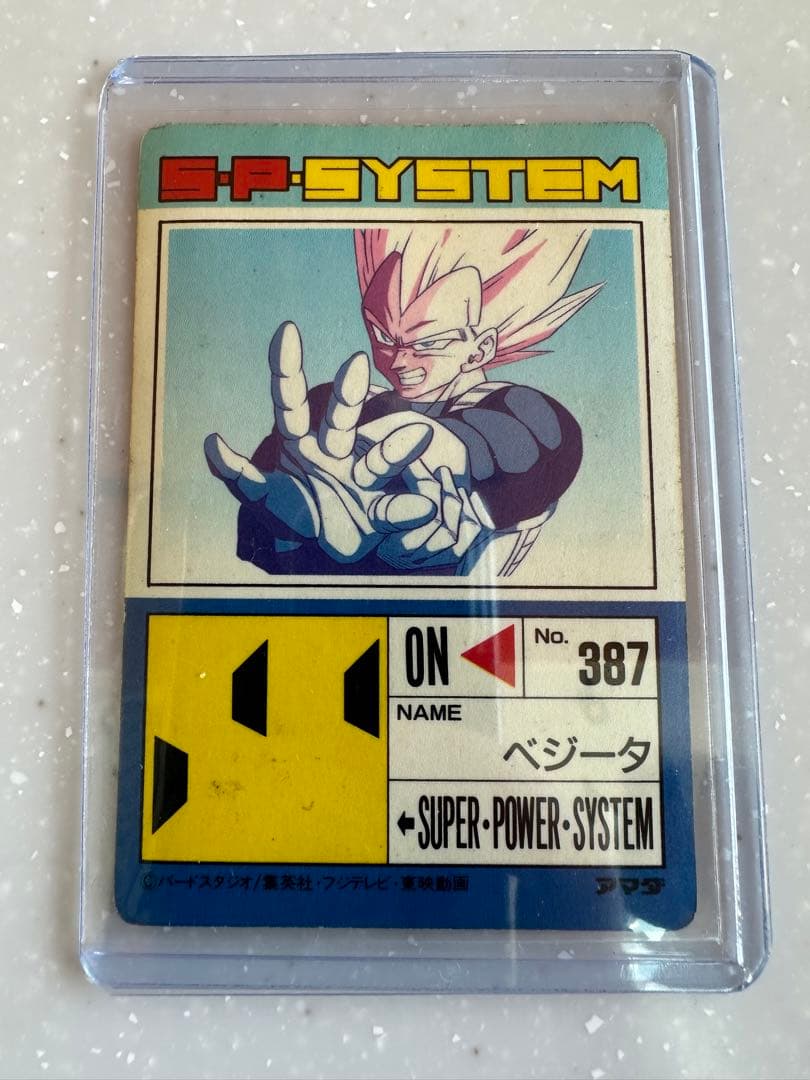 S·P·SYSTEM
ON
No. 387
NAME
ベジータ
←SUPER·POWER·SYSTEM
©バードスタジオ/集英社・フジテレビ・東映動画
アマダ